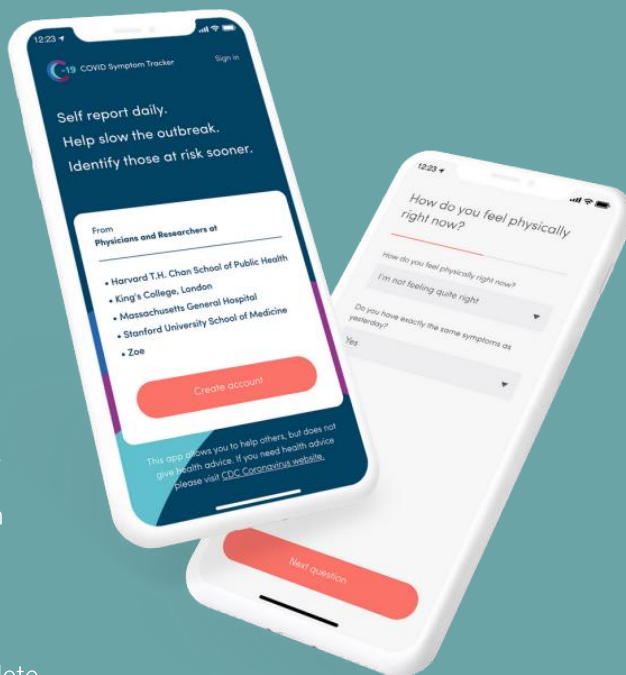 12:23
C-19 COVID Symptom Tracker
Sign in
Self report daily.
Help slow the outbreak.
Identify those at risk sooner.
From
Physicians and Researchers at
• Harvard T.H. Chan School of Public Health
• King's College, London
• Massachusetts General Hospital
• Stanford University School of Medicine
• Zoe
Create account
This app allows you to help others, but does not
give health advice. If you need health advice
please visit CDC Coronavirus website.
12:23
How do you feel physically
right now?
How do you feel physically right now?
I'm not feeling quite right
Do you have exactly the same symptoms as
yesterday?
Yes
Next question